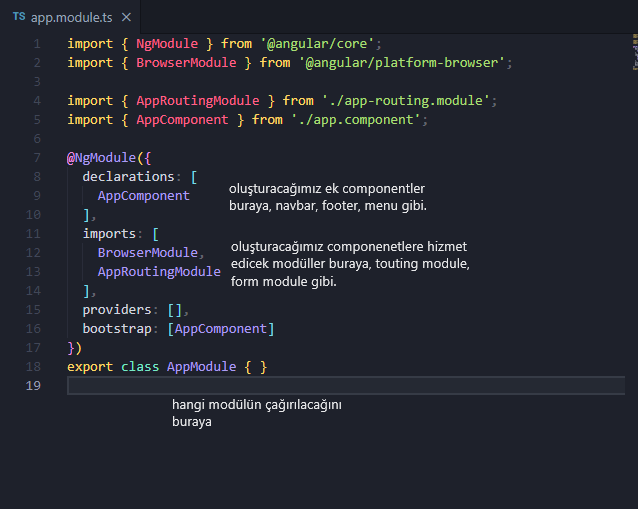 TS app.module.ts ×
1 import { NgModule } from '@angular/core';
2 import { BrowserModule } from '@angular/platform-browser';
3
4 import { AppRoutingModule } from './app-routing.module';
5 import { AppComponent } from './app.component';
6
7 @NgModule({
8 declarations: [
9 AppComponent
10 ],
11 imports: [
12 BrowserModule,
13 AppRoutingModule
14 ],
15 providers: [],
16 bootstrap: [AppComponent]
17 })
18 export class AppModule { }
19
oluşturacağımız ek componentler
buraya, navbar, footer, menu gibi.
oluşturacağımız componenetlere hizmet
edicek modüller buraya, touting module,
form module gibi.
hangi modülün çağırılacağını
buraya